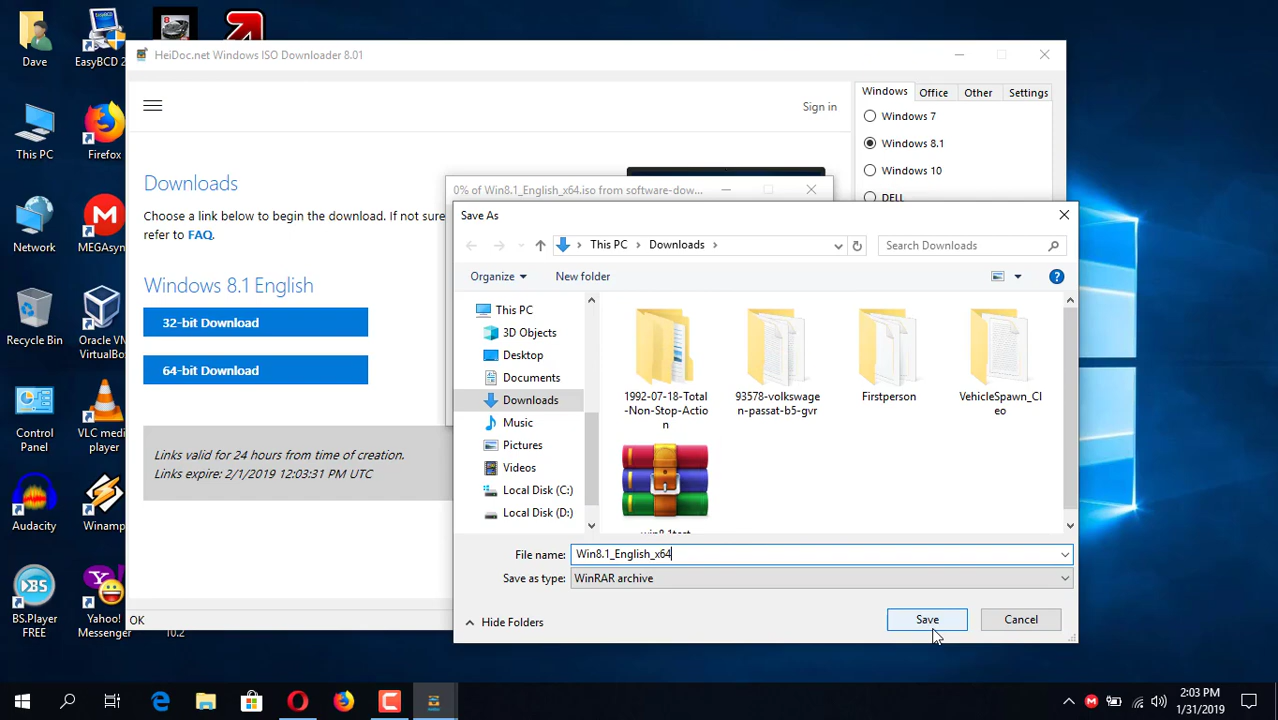 Dave
EasyBCD 2
This PC
Firefox
Network
MEGAsyn
Recycle Bin
Oracle VM
VirtualBo
Control
Panel
VLC medi
player
Audacity
Winamp
BS.Player
FREE
Yahoo!
Messenger
10.2
HeiDoc.net Windows ISO Downloader 8.01
Sign in
Downloads
Choose a link below to begin the download. If not sure
refer to FAQ.
Windows 8.1 English
32-bit Download
64-bit Download
Links valid for 24 hours from time of creation.
Links expire: 2/1/2019 12:03:31 PM UTC
OK
Windows
Office
Other
Settings
Windows 7
Windows 8.1
Windows 10
DELL
0% of Win8.1_English_x64.iso from software-dow...
Save As
This PC
Downloads
Search Downloads
Organize
New folder
This PC
3D Objects
Desktop
Documents
Downloads
Music
Pictures
Videos
Local Disk (C:)
Local Disk (D:)
1992-07-18-Total
-Non-Stop-Actio
n
93578-volkswage
n-passat-b5-gvr
Firstperson
VehicleSpawn_Cl
eo
File name: Win8.1_English_x64
Save as type: WinRAR archive
Hide Folders
Save
Cancel
2:03 PM
1/31/2019